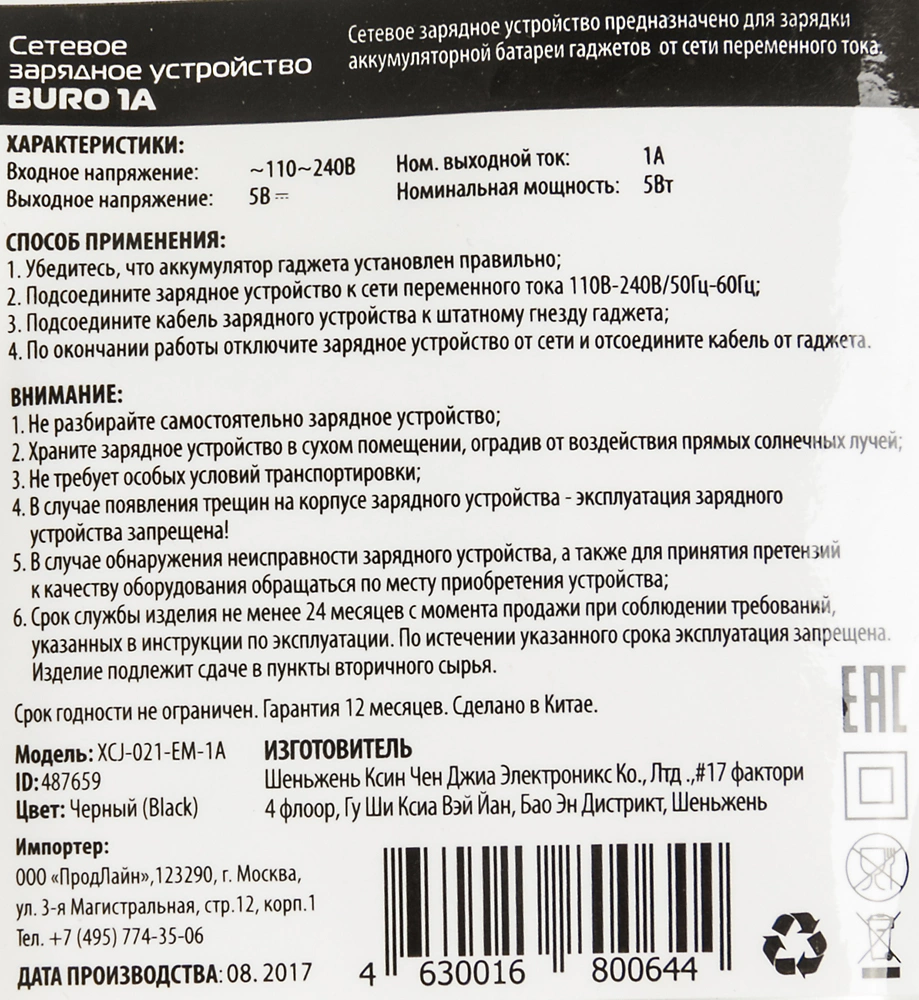 Сетевое
зарядное устройство
BURO 1A
Сетевое зарядное устройство предназначено для зарядки
аккумуляторной батареи гаджетов от сети переменного тока.
ХАРАКТЕРИСТИКИ:
Входное напряжение: ~110~240В
Выходное напряжение: 5В ⎓
Ном. выходной ток: 1А
Номинальная мощность: 5Вт
СПОСОБ ПРИМЕНЕНИЯ:
1. Убедитесь, что аккумулятор гаджета установлен правильно;
2. Подсоедините зарядное устройство к сети переменного тока 110В-240В/50Гц-60Гц;
3. Подсоедините кабель зарядного устройства к штатному гнезду гаджета;
4. По окончании работы отключите зарядное устройство от сети и отсоедините кабель от гаджета.
ВНИМАНИЕ:
1. Не разбирайте самостоятельно зарядное устройство;
2. Храните зарядное устройство в сухом помещении, оградив от воздействия прямых солнечных лучей;
3. Не требует особых условий транспортировки;
4. В случае появления трещин на корпусе зарядного устройства - эксплуатация зарядного
устройства запрещена!
5. В случае обнаружения неисправности зарядного устройства, а также для принятия претензий
к качеству оборудования обращаться по месту приобретения устройства;
6. Срок службы изделия не менее 24 месяцев с момента продажи при соблюдении требований,
указанных в инструкции по эксплуатации. По истечении указанного срока эксплуатация запрещена.
Изделие подлежит сдаче в пункты вторичного сырья.
Срок годности не ограничен. Гарантия 12 месяцев. Сделано в Китае.
EAC
Модель: XCJ-021-EM-1A
ID: 487659
Цвет: Черный (Black)
ИЗГОТОВИТЕЛЬ
Шеньжень Ксин Чен Джиа Электроникс Ко., Лтд .,#17 фактори
4 флоор, Гу Ши Ксиа Вэй Йан, Бао Эн Дистрикт, Шеньжень
Импортер:
ООО «ПродЛайн»,123290, г. Москва,
ул. 3-я Магистральная, стр.12, корп.1
Тел. +7 (495) 774-35-06
ДАТА ПРОИЗВОДСТВА: 08. 2017
4 630016 800644